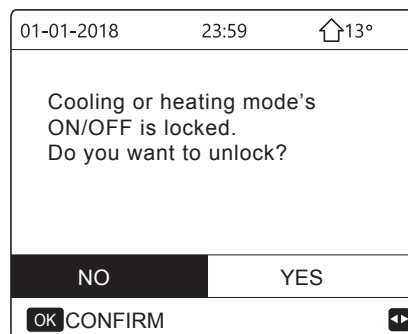 01-01-2018 23:59 13°
Cooling or heating mode's
ON/OFF is locked.
Do you want to unlock?
NO YES
OK CONFIRM